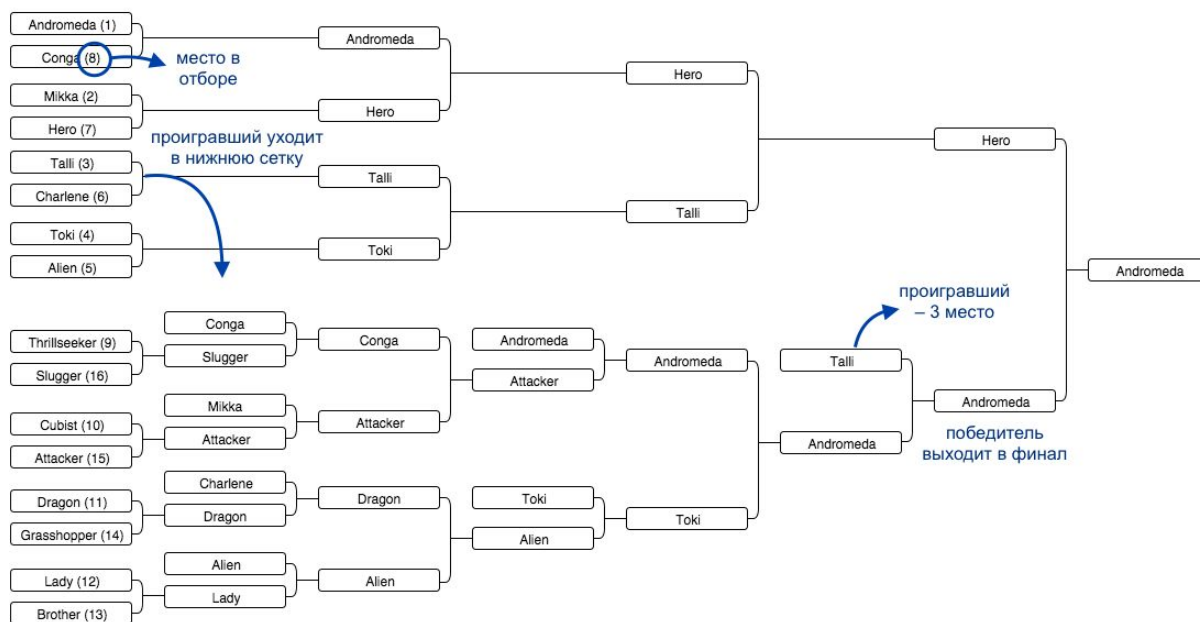 Andromeda (1)
Conga (8)
Mikka (2)
Hero (7)
Talli (3)
Charlene (6)
Toki (4)
Alien (5)
место в
отборе
проигравший уходит
в нижнюю сетку
Andromeda
Hero
Talli
Toki
Hero
Talli
Hero
Andromeda
Thrillseeker (9)
Slugger (16)
Cubist (10)
Attacker (15)
Dragon (11)
Grasshopper (14)
Lady (12)
Brother (13)
Conga
Slugger
Mikka
Attacker
Charlene
Dragon
Alien
Lady
Conga
Attacker
Dragon
Alien
Andromeda
Attacker
Toki
Alien
Andromeda
Toki
проигравший
– 3 место
Talli
Andromeda
Andromeda
победитель
выходит в финал